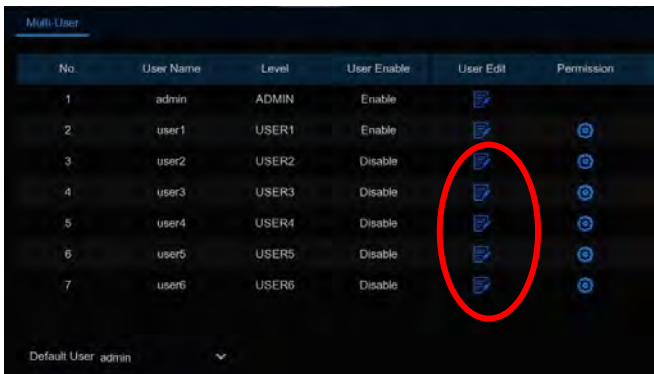 Multi-User
No. User Name Level User Enable User Edit Permission
1 admin ADMIN Enable
2 user1 USER1 Enable
3 user2 USER2 Disable
4 user3 USER3 Disable
5 user4 USER4 Disable
6 user5 USER5 Disable
7 user6 USER6 Disable
Default User admin